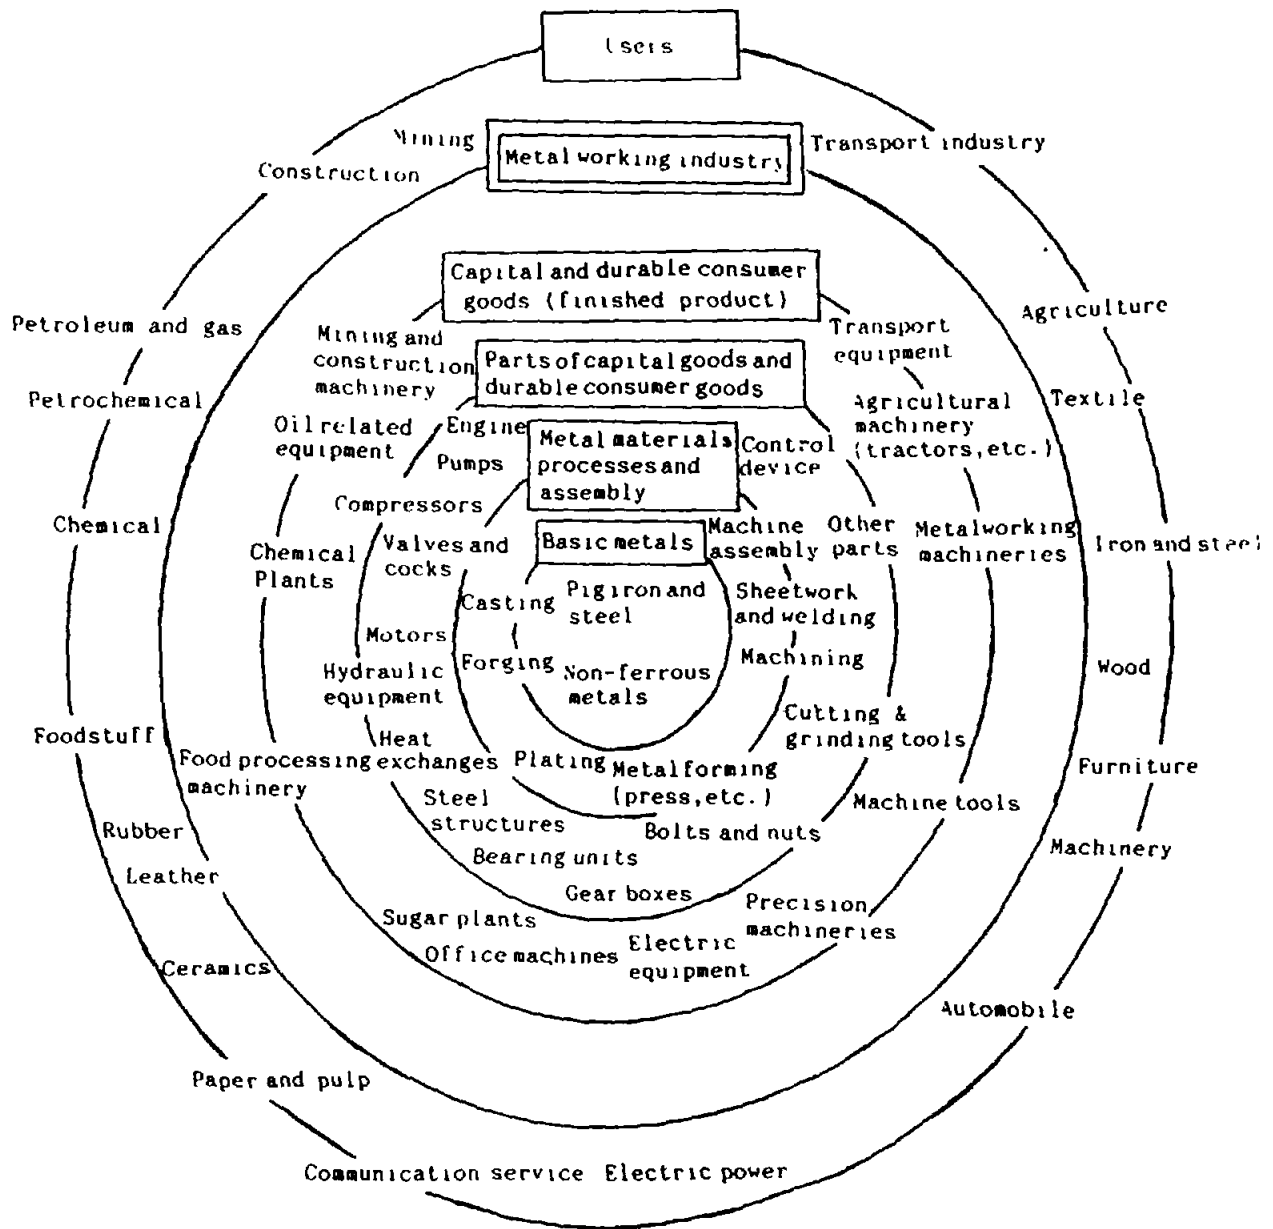 Users
Mining
Transport industry
Metal working industry
Construction
Capital and durable consumer
goods (finished product)
Agriculture
Petroleum and gas
Mining and
construction
machinery
Transport
equipment
Parts of capital goods and
durable consumer goods
Petrochemical
Textile
Agricultural
machinery
(tractors, etc.)
Oil related
equipment
Engine
Pumps
Metal materials
processes and
assembly
Control
device
Compressors
Chemical
Valves and
cocks
Basic metals
Machine
assembly
Other
parts
Metalworking
machineries
Iron and steel
Chemical
Plants
Casting
Pig iron and
steel
Sheetwork
and welding
Motors
Forging
Non-ferrous
metals
Machining
Wood
Hydraulic
equipment
Cutting &
grinding tools
Foodstuff
Heat
exchanges
Food processing
machinery
Plating
Metal forming
(press, etc.)
Furniture
Steel
structures
Machine tools
Rubber
Bolts and nuts
Machinery
Bearing units
Leather
Gear boxes
Precision
machineries
Sugar plants
Office machines
Electric
equipment
Ceramics
Automobile
Paper and pulp
Communication service
Electric power